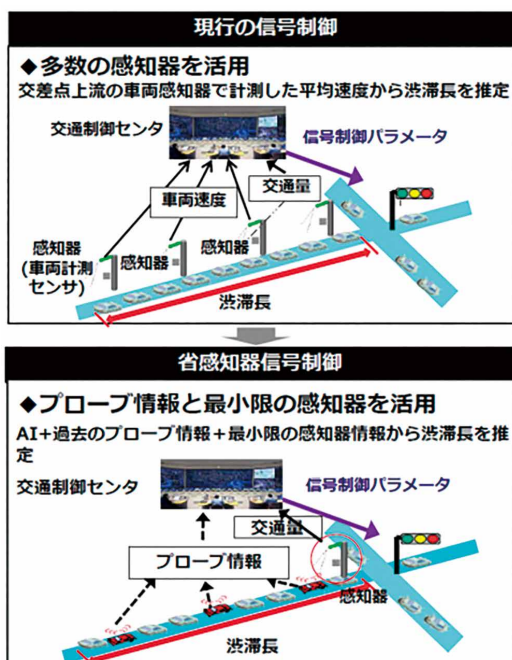 現行の信号制御
◆多数の感知器を活用
交差点上流の車両感知器で計測した平均速度から渋滞長を推定
交通制御センタ
信号制御パラメータ
車両速度
交通量
感知器
(車両計測
センサ)
感知器
感知器
渋滞長
省感知器信号制御
◆プローブ情報と最小限の感知器を活用
AI+過去のプローブ情報+最小限の感知器情報から渋滞長を推
定
交通制御センタ
信号制御パラメータ
交通量
プローブ情報
感知器
渋滞長